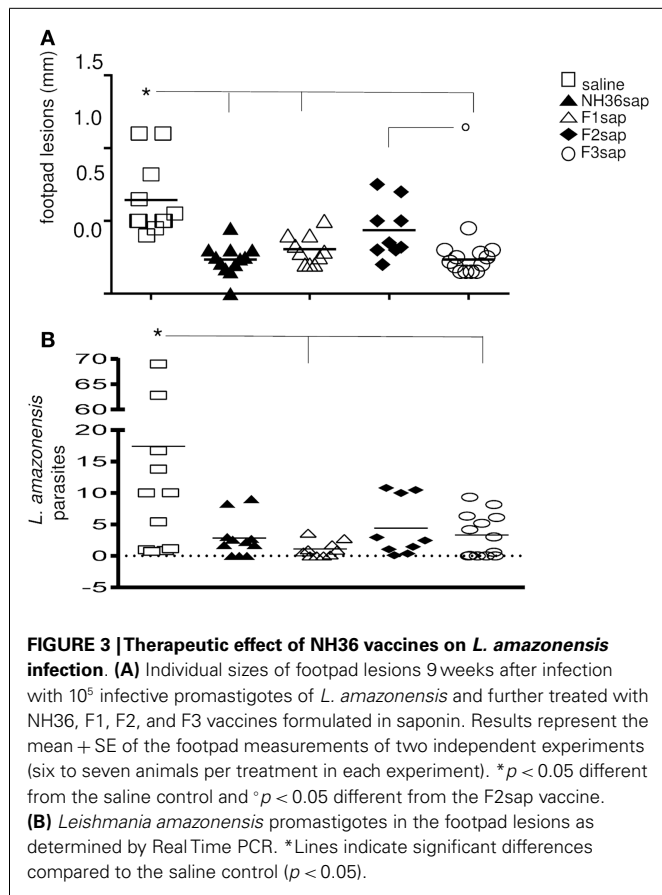 A
footpad lesions (mm)
1.5
1.0
0.5
0.0
*
°
saline
NH36sap
F1sap
F2sap
F3sap
B
L. amazonensis
parasites
70
65
60
20
15
10
5
0
-5
*
FIGURE 3 | Therapeutic effect of NH36 vaccines on L. amazonensis
infection. (A) Individual sizes of footpad lesions 9 weeks after infection
with 10⁵ infective promastigotes of L. amazonensis and further treated with
NH36, F1, F2, and F3 vaccines formulated in saponin. Results represent the
mean + SE of the footpad measurements of two independent experiments
(six to seven animals per treatment in each experiment). *p < 0.05 different
from the saline control and °p < 0.05 different from the F2sap vaccine.
(B) Leishmania amazonensis promastigotes in the footpad lesions as
determined by Real Time PCR. *Lines indicate significant differences
compared to the saline control (p < 0.05).